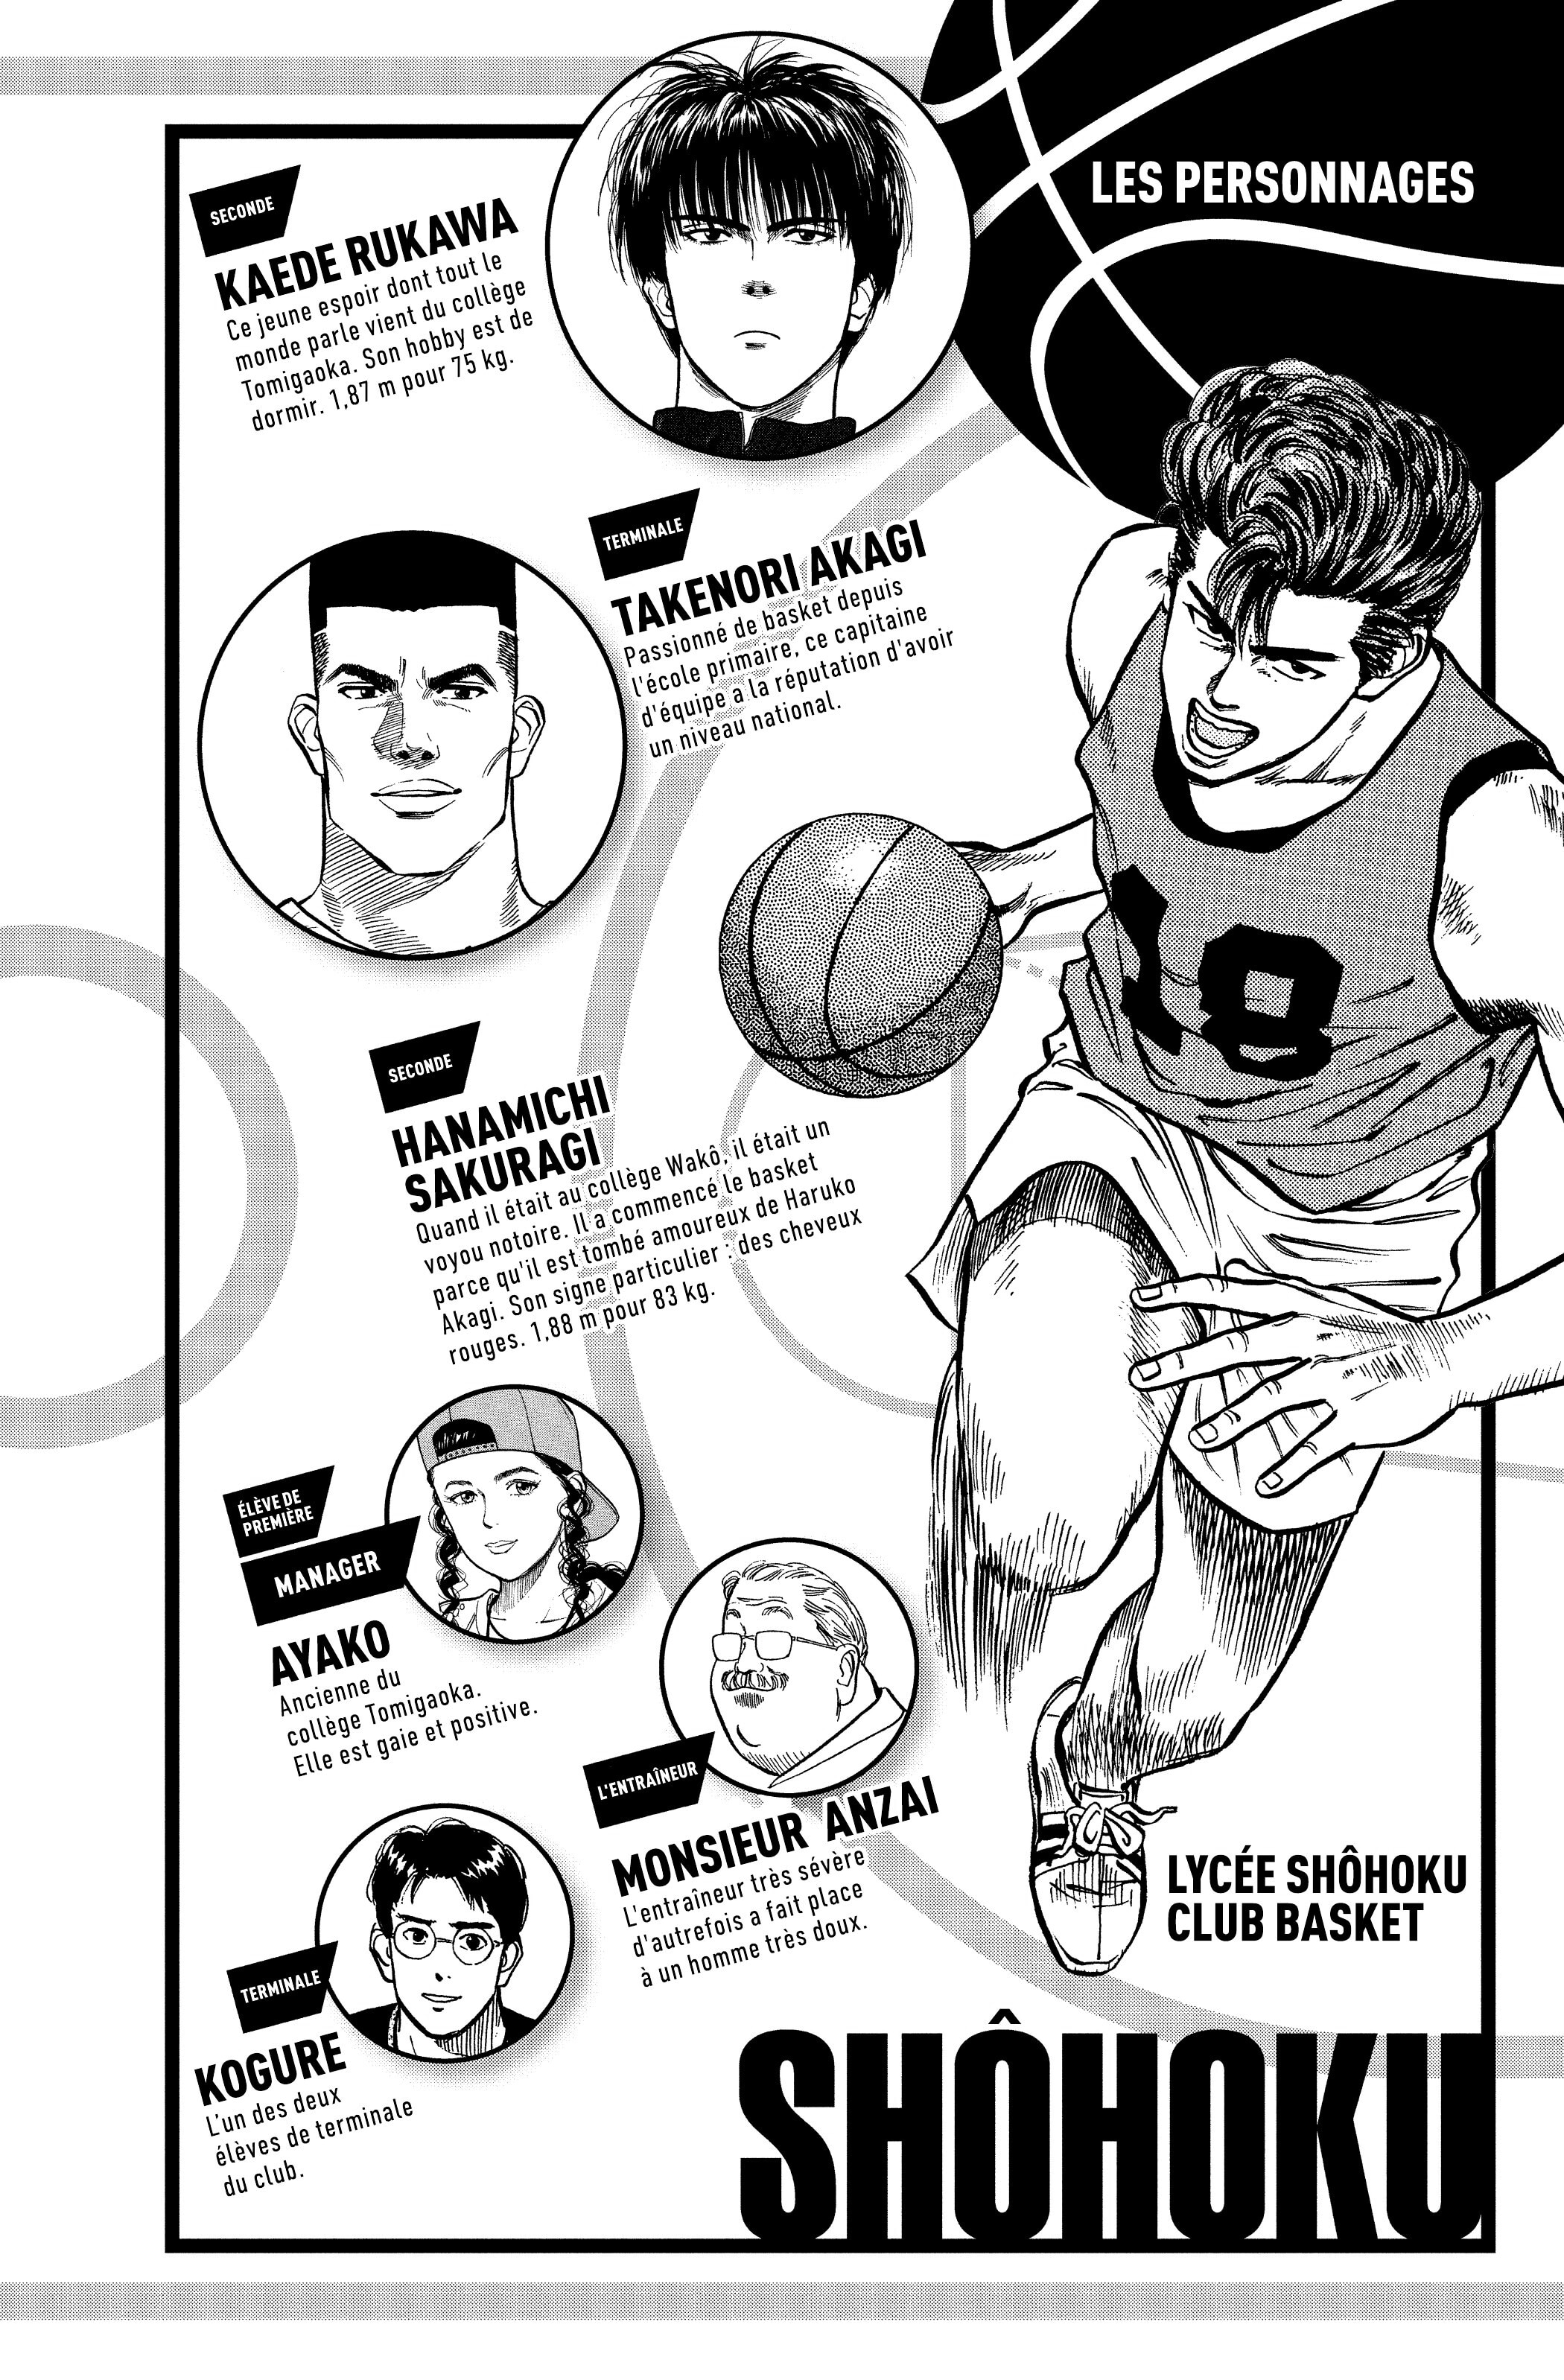 LES PERSONNAGES
SECONDE
KAEDE RUKAWA
Ce jeune espoir dont tout le
monde parle vient du collège
Tomigaoka. Son hobby est de
dormir. 1,87 m pour 75 kg.
TERMINALE
TAKENORI AKAGI
Passionné de basket depuis
l'école primaire, ce capitaine
d'équipe a la réputation d'avoir
un niveau national.
18
SECONDE
HANAMICHI
SAKURAGI
Quand il était au collège Wakô, il était un
voyou notoire. Il a commencé le basket
parce qu'il est tombé amoureux de Haruko
Akagi. Son signe particulier : des cheveux
rouges. 1,88 m pour 83 kg.
ÉLÈVE DE
PREMIÈRE
MANAGER
AYAKO
Ancienne du
collège Tomigaoka.
Elle est gaie et positive.
L'ENTRAÎNEUR
MONSIEUR ANZAI
L'entraîneur très sévère
d'autrefois a fait place
à un homme très doux.
TERMINALE
KOGURE
L'un des deux
élèves de terminale
du club.
LYCÉE SHÔHOKU
CLUB BASKET
SHÔHOKU